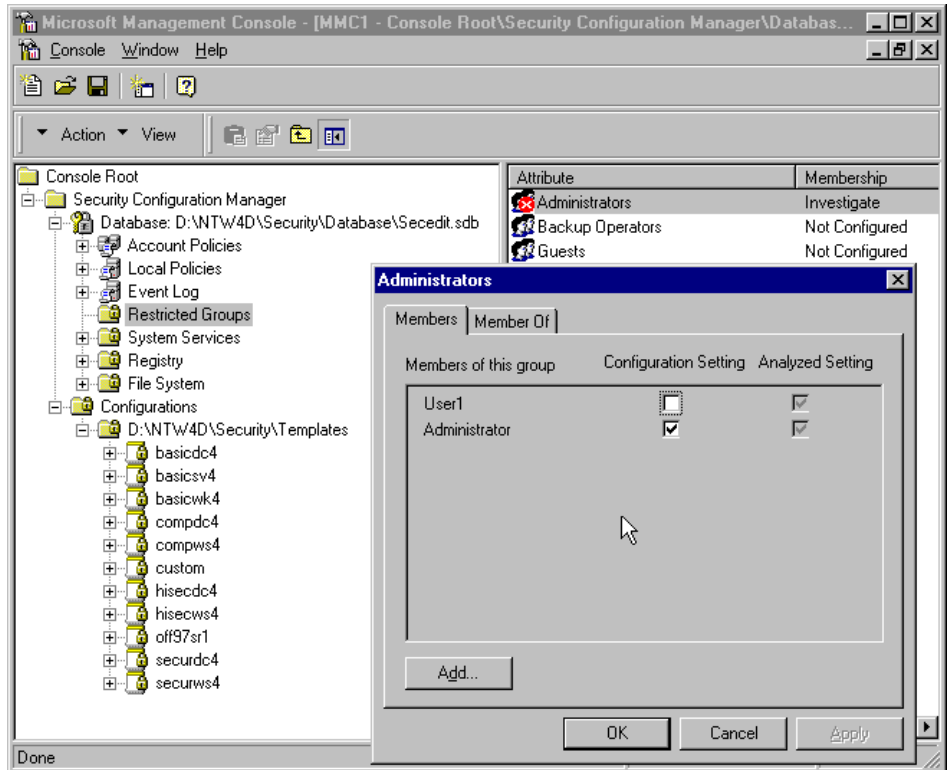 Microsoft Management Console - [MMC1 - Console Root\Security Configuration Manager\Databas...
Console Window Help
Action View
Console Root
Security Configuration Manager
Database: D:\NTW4D\Security\Database\Secedit.sdb
Account Policies
Local Policies
Event Log
Restricted Groups
System Services
Registry
File System
Configurations
D:\NTW4D\Security\Templates
basicdc4
basicsv4
basicwk4
compdc4
compws4
custom
hisecdc4
hisecws4
off97sr1
securdc4
securws4
Attribute Membership
Administrators Investigate
Backup Operators Not Configured
Guests Not Configured
Administrators
Members Member Of
Members of this group Configuration Setting Analyzed Setting
User1
Administrator
Add...
OK Cancel Apply
Done